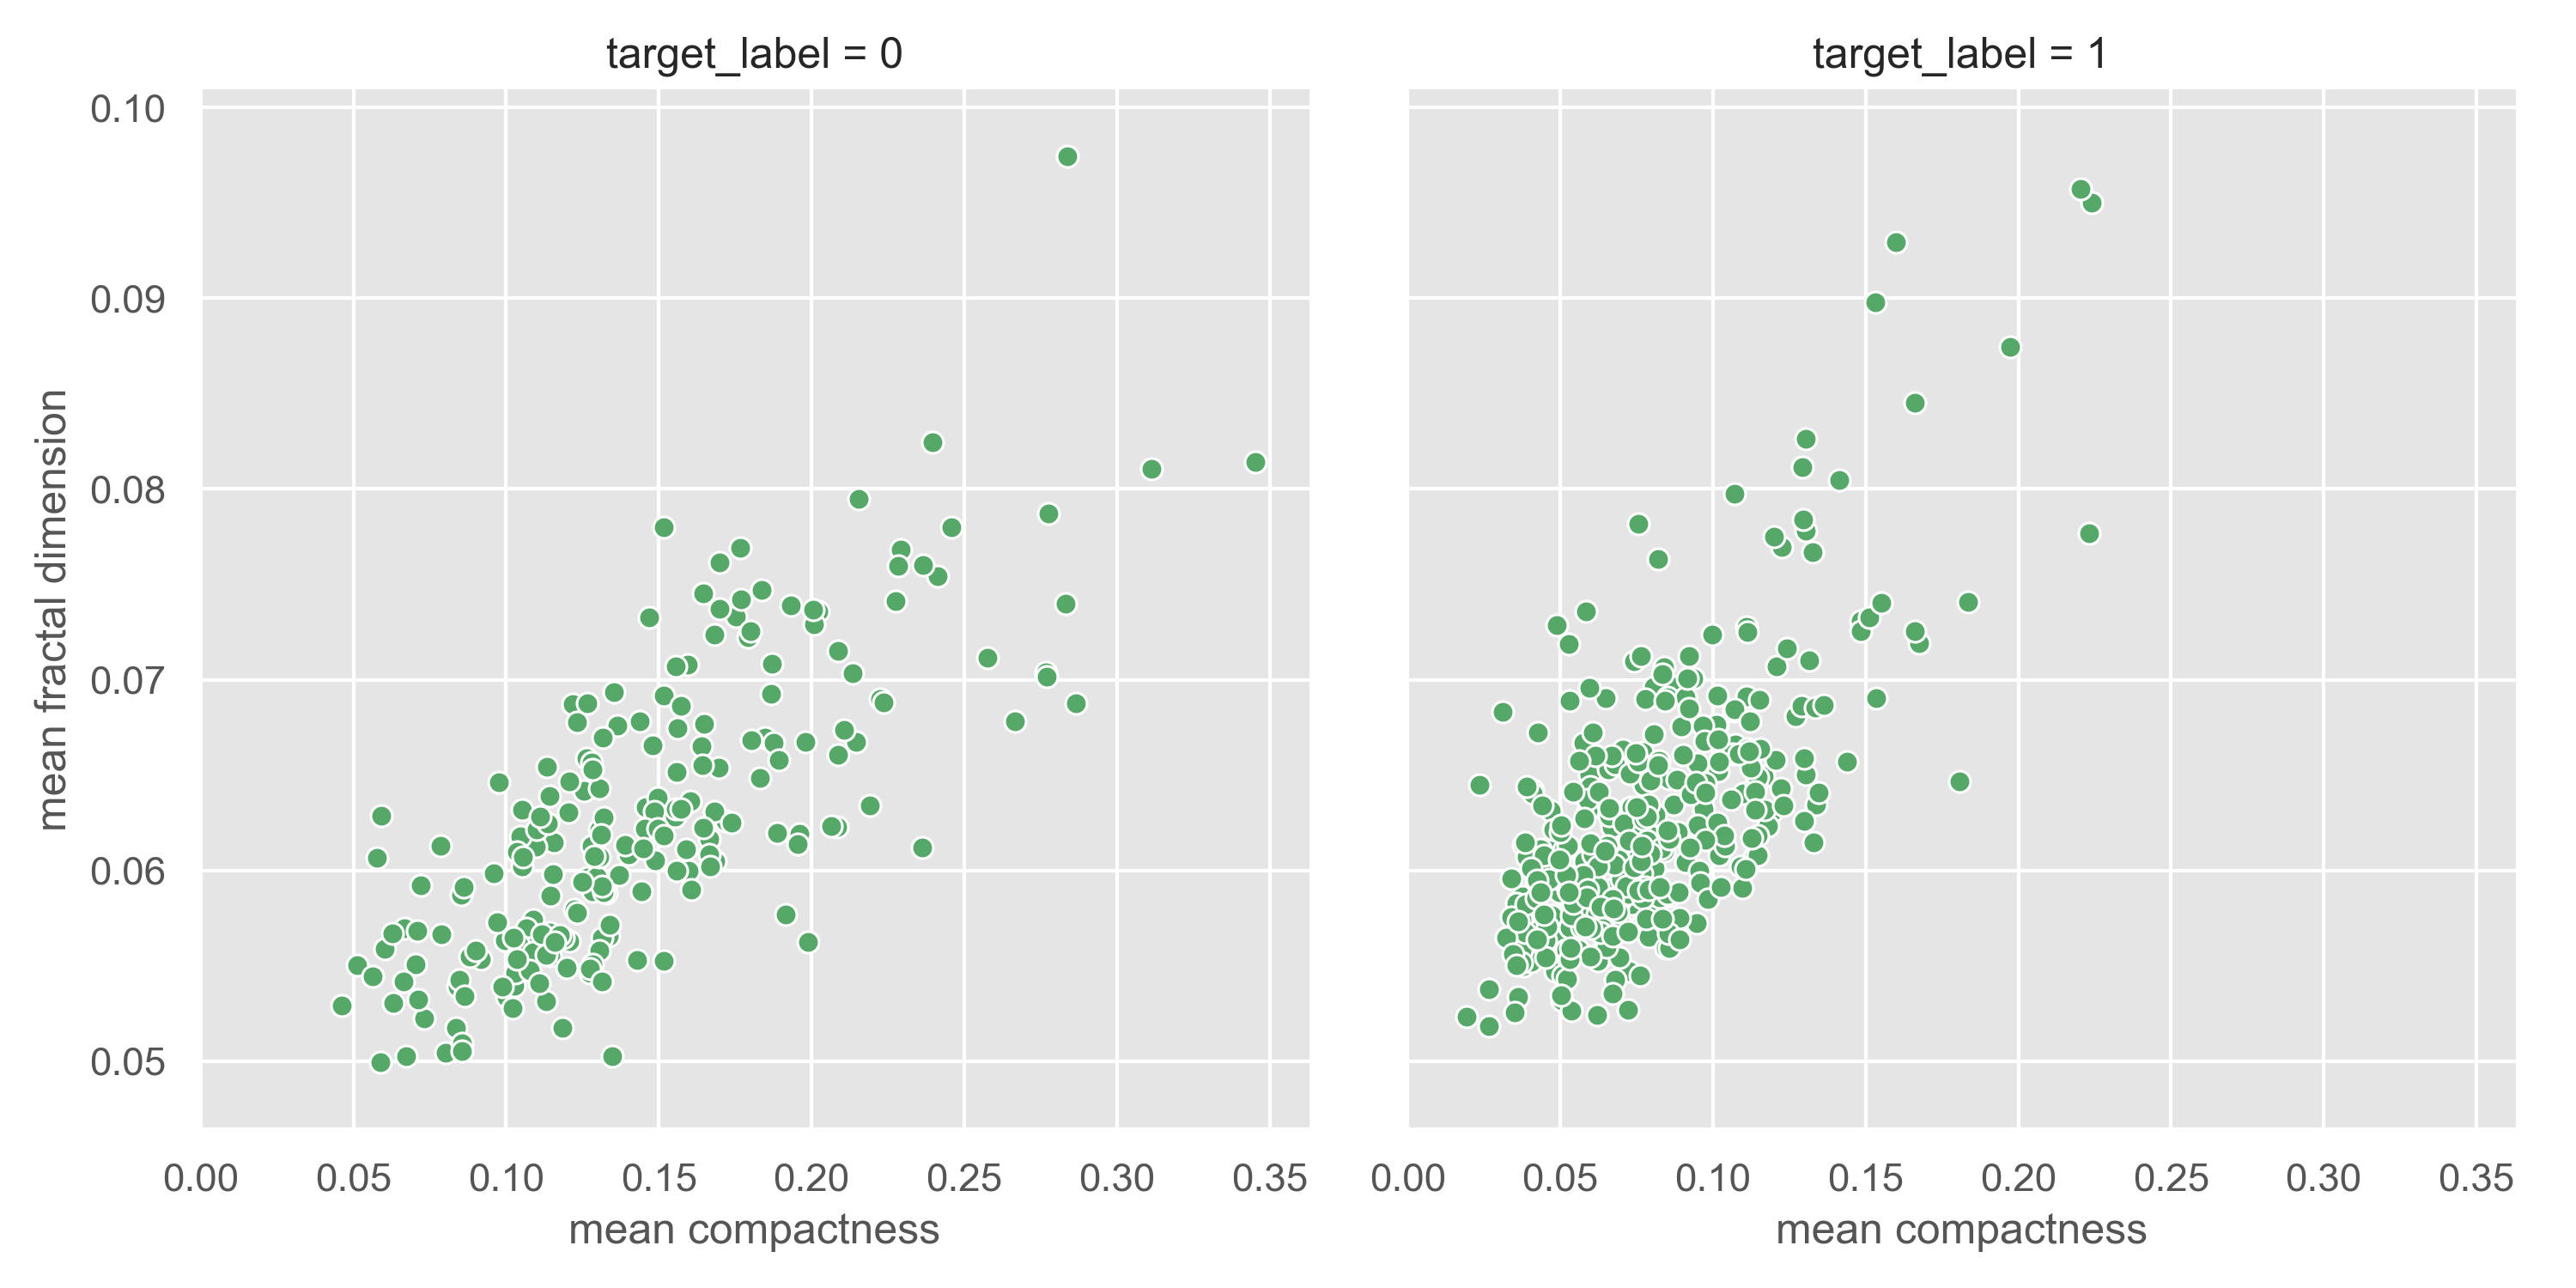 target_label = 0
target_label = 1
0.10
0.09
0.08
0.07
0.06
0.05
mean fractal dimension
0.00 0.05 0.10 0.15 0.20 0.25 0.30 0.35
0.00 0.05 0.10 0.15 0.20 0.25 0.30 0.35
mean compactness
mean compactness